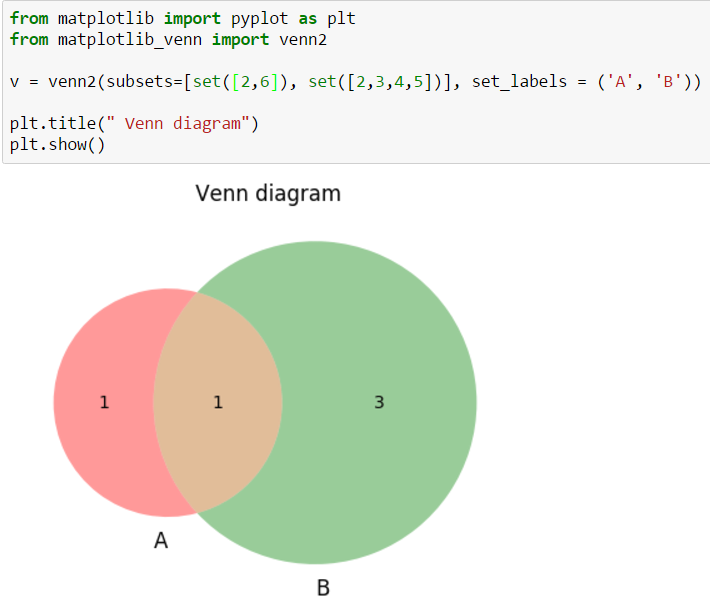 from matplotlib import pyplot as plt
from matplotlib_venn import venn2
v = venn2(subsets=[set([2,6]), set([2,3,4,5])], set_labels = ('A', 'B'))
plt.title(" Venn diagram")
plt.show()
Venn diagram
1 1 3
A
B